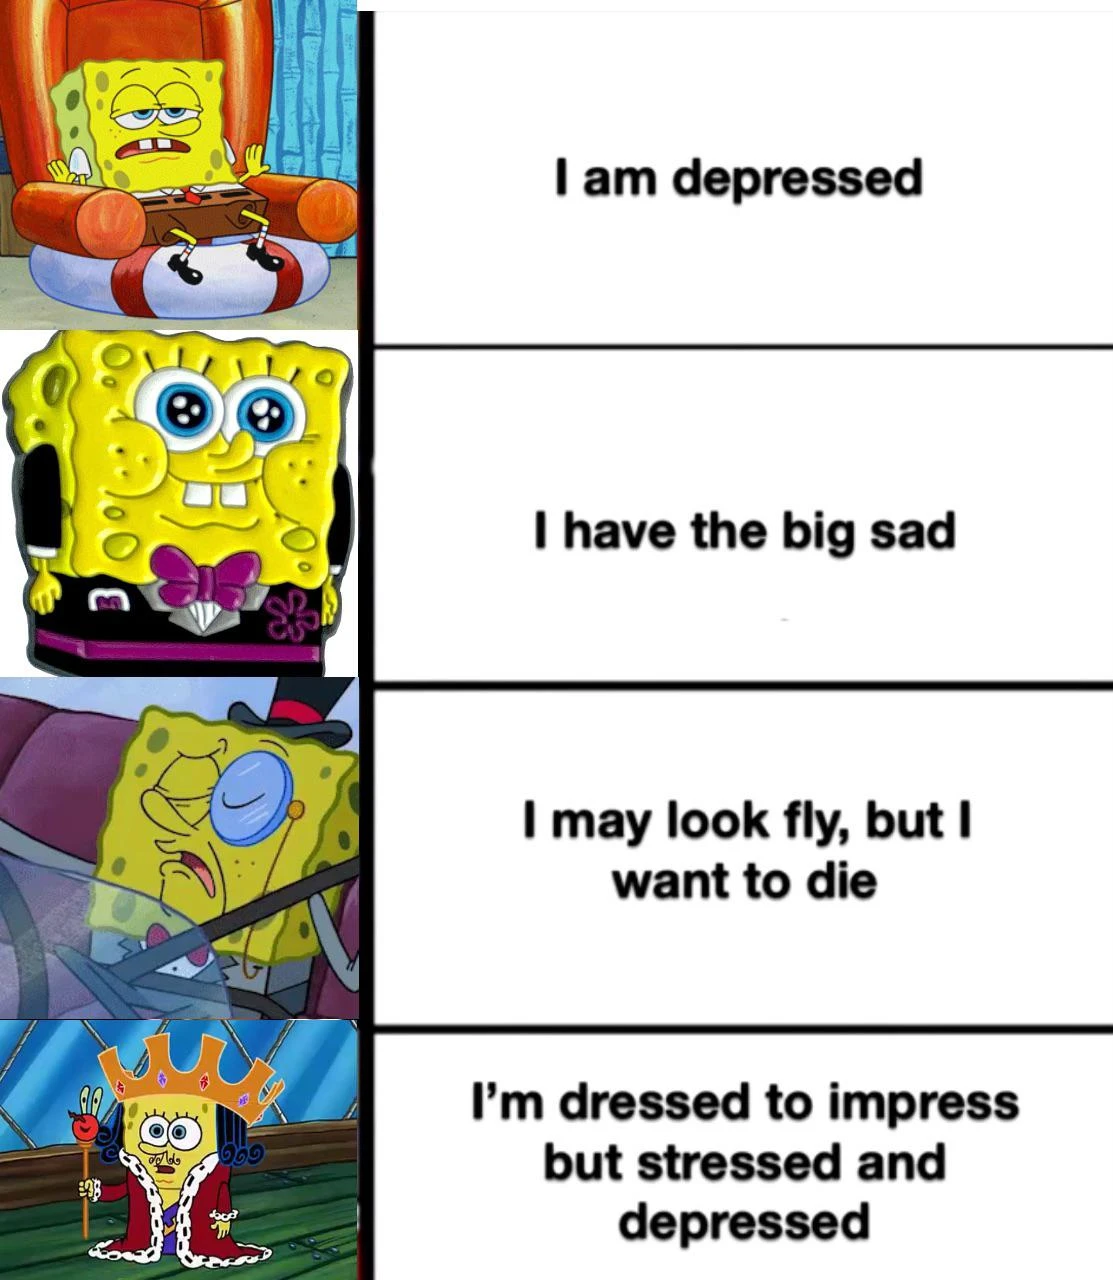 I am depressed
I have the big sad
I may look fly, but I
want to die
I’m dressed to impress
but stressed and
depressed